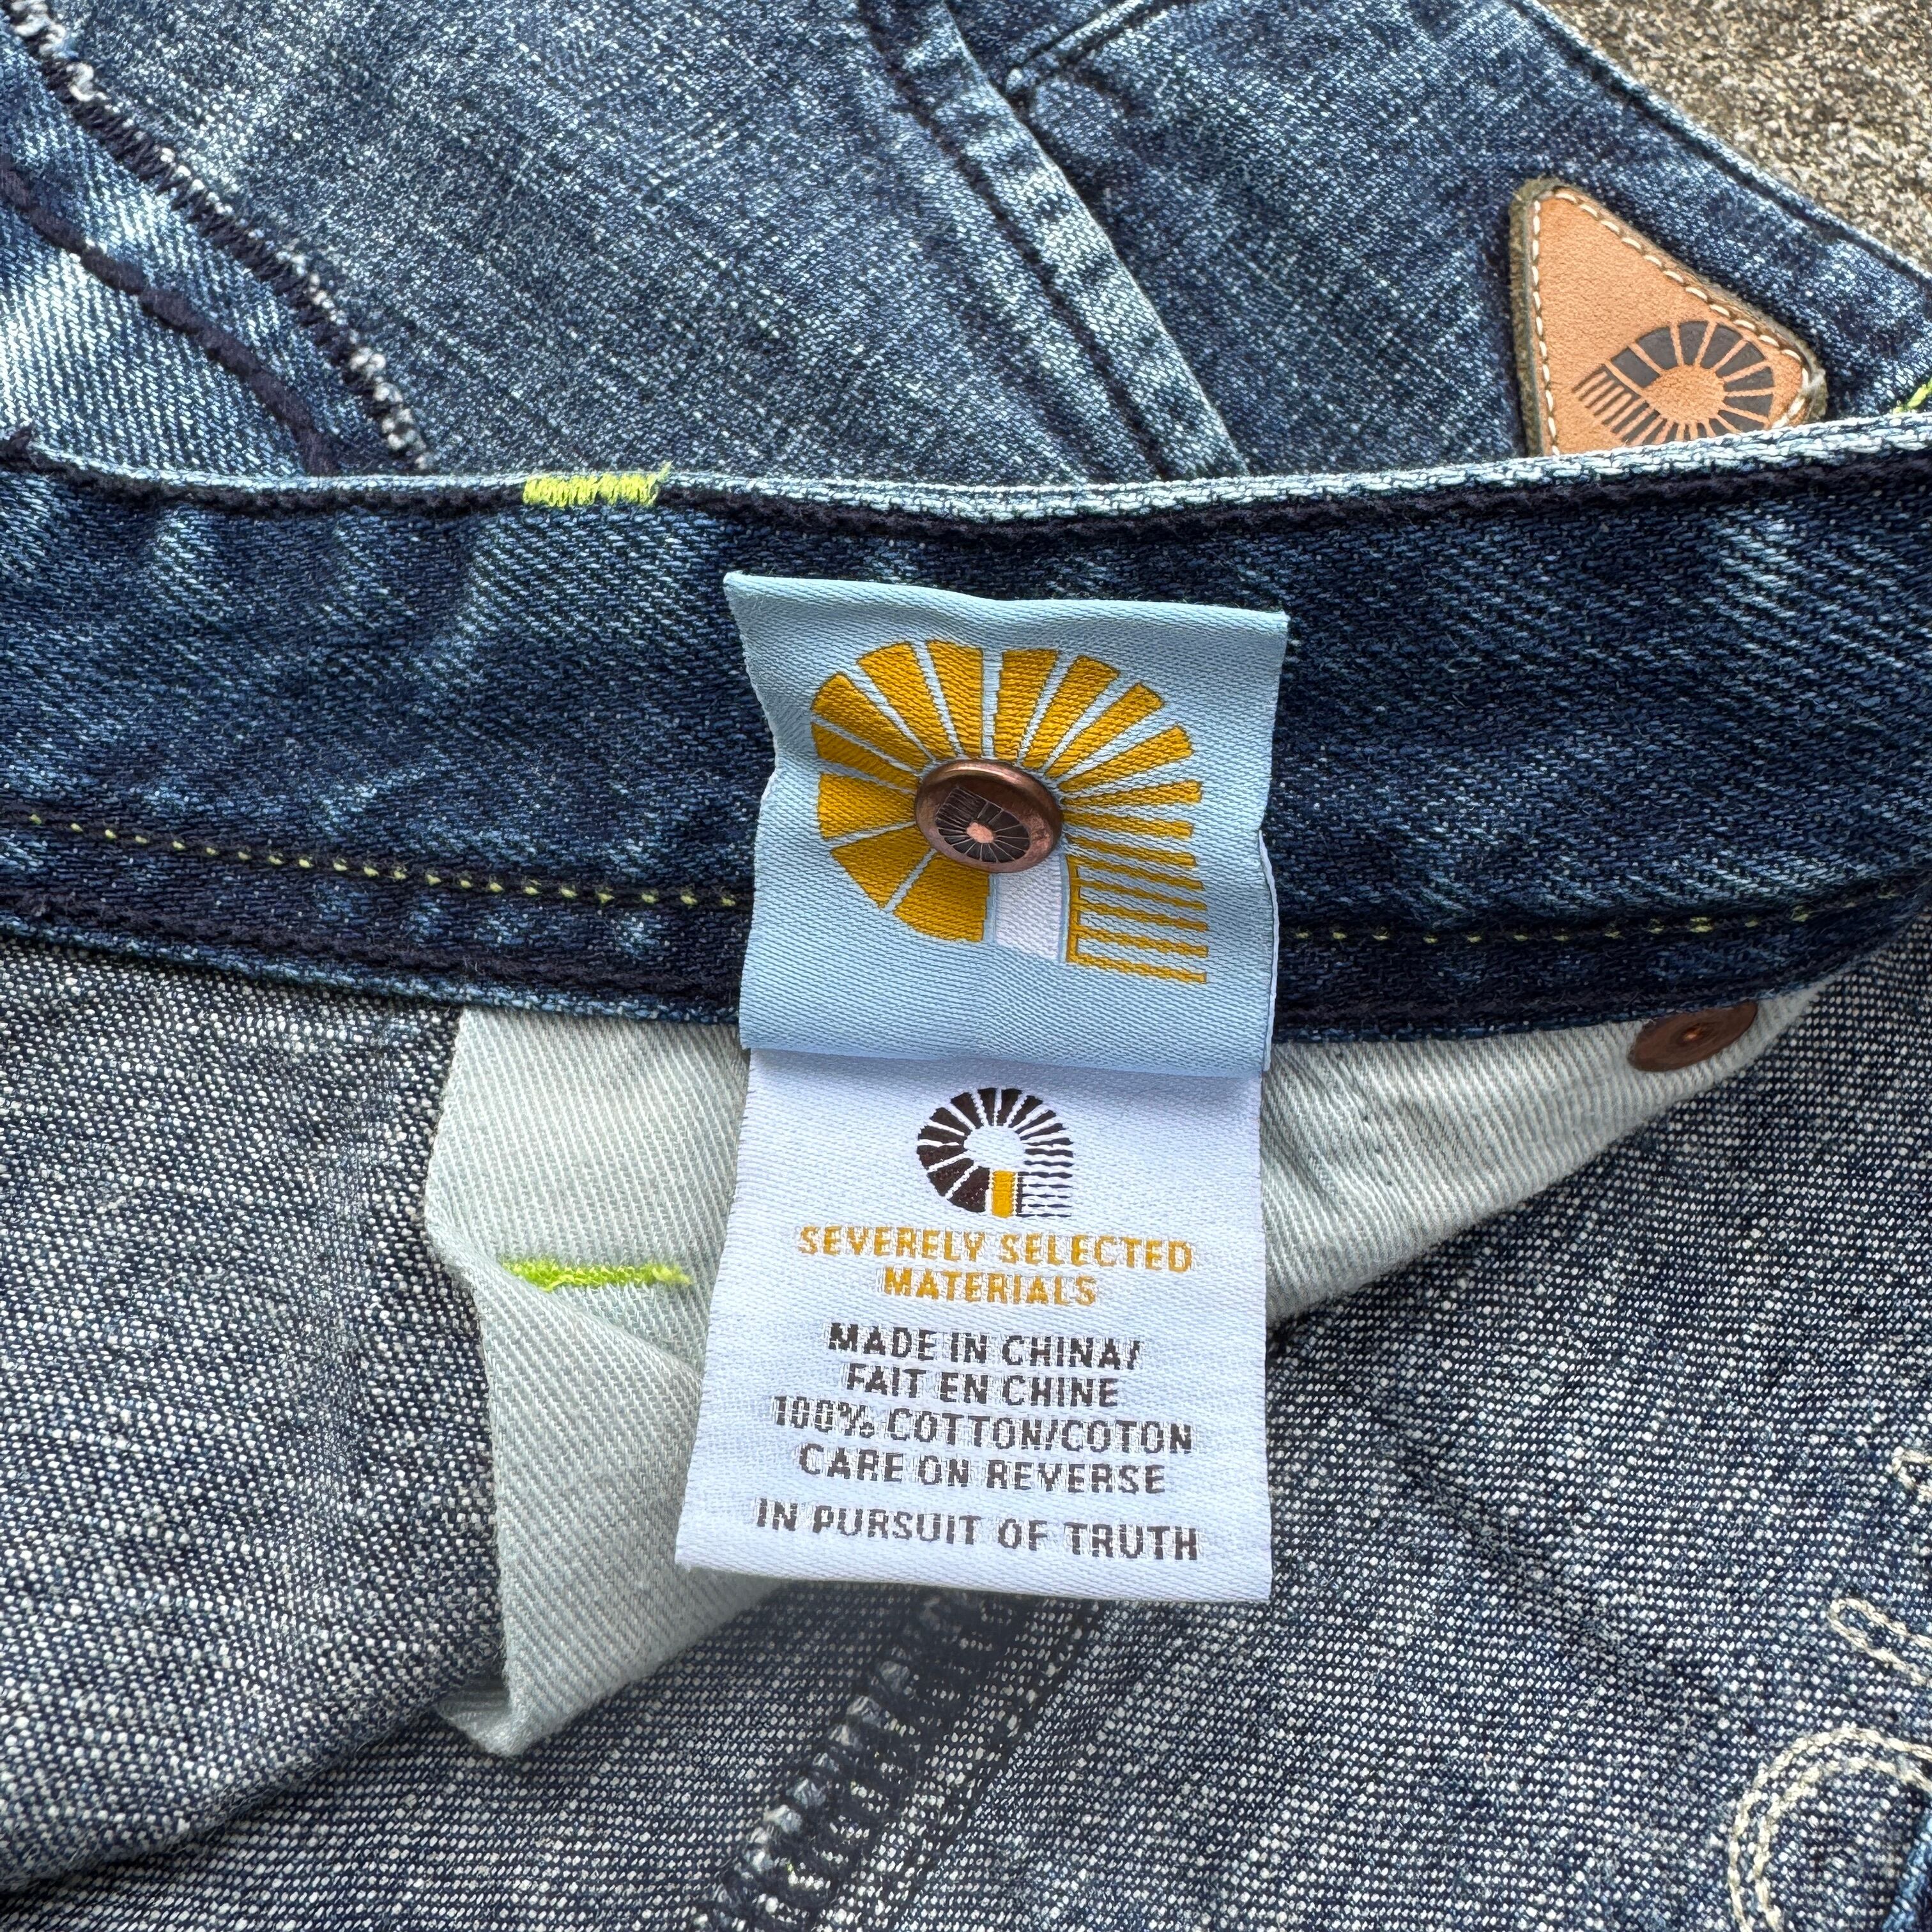 SEVERELY SELECTED
MATERIALS
MADE IN CHINA/
FAIT EN CHINE
100% COTTON/COTON
CARE ON REVERSE
IN PURSUIT OF TRUTH